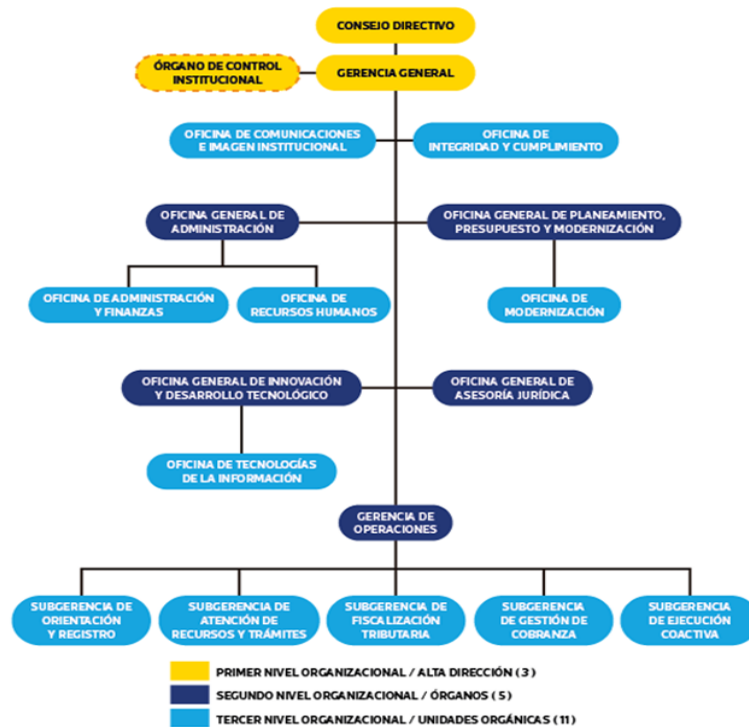 CONSEJO DIRECTIVO
ÓRGANO DE CONTROL
INSTITUCIONAL
GERENCIA GENERAL
OFICINA DE COMUNICACIONES
E IMAGEN INSTITUCIONAL
OFICINA DE
INTEGRIDAD Y CUMPLIMIENTO
OFICINA GENERAL DE
ADMINISTRACIÓN
OFICINA GENERAL DE PLANEAMIENTO,
PRESUPUESTO Y MODERNIZACIÓN
OFICINA DE ADMINISTRACIÓN
Y FINANZAS
OFICINA DE
RECURSOS HUMANOS
OFICINA DE
MODERNIZACIÓN
OFICINA GENERAL DE INNOVACIÓN
Y DESARROLLO TECNOLÓGICO
OFICINA GENERAL DE
ASESORÍA JURÍDICA
OFICINA DE TECNOLOGÍAS
DE LA INFORMACIÓN
GERENCIA DE
OPERACIONES
SUBGERENCIA DE
ORIENTACIÓN
Y REGISTRO
SUBGERENCIA DE
ATENCIÓN DE
RECURSOS Y TRÁMITES
SUBGERENCIA DE
FISCALIZACIÓN
TRIBUTARIA
SUBGERENCIA
DE GESTIÓN DE
COBRANZA
SUBGERENCIA
DE EJECUCIÓN
COACTIVA
PRIMER NIVEL ORGANIZACIONAL / ALTA DIRECCIÓN ( 3 )
SEGUNDO NIVEL ORGANIZACIONAL / ÓRGANOS ( 5 )
TERCER NIVEL ORGANIZACIONAL / UNIDADES ORGÁNICAS ( 11 )